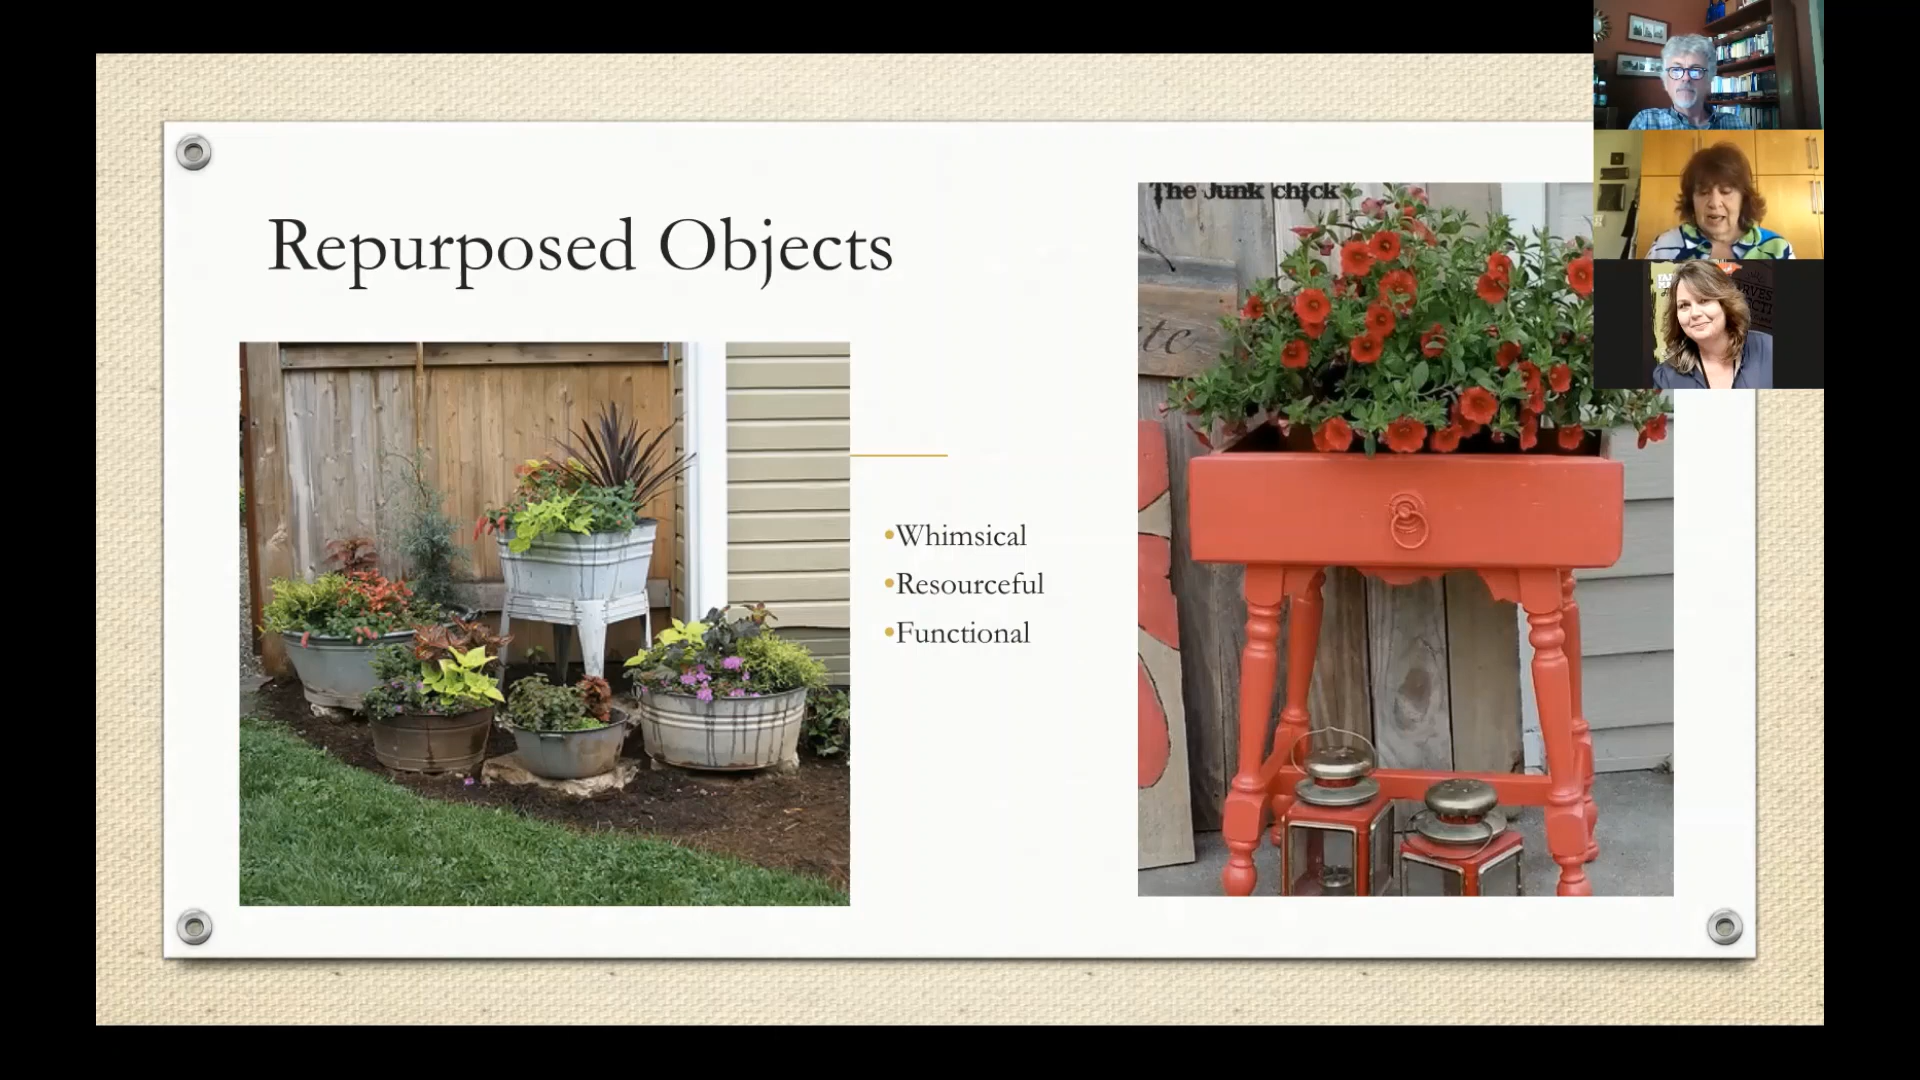 The Junk chick
Repurposed Objects
•Whimsical
•Resourceful
•Functional